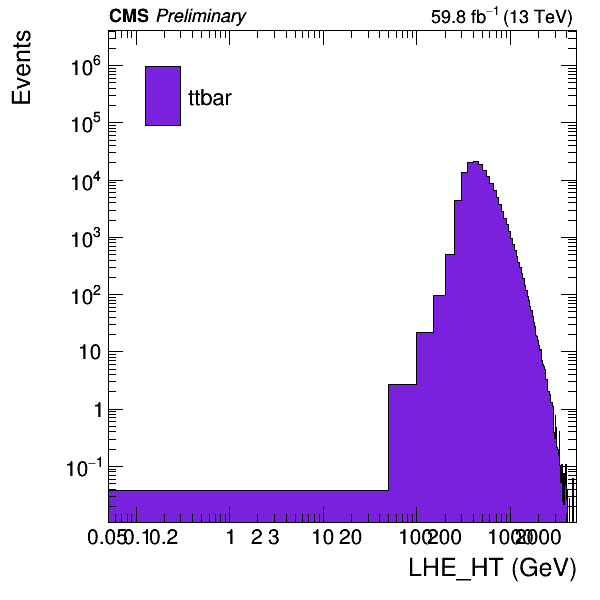 CMS Preliminary 59.8 fb⁻¹ (13 TeV)
Events
ttbar
10⁶
10⁵
10⁴
10³
10²
10
1
10⁻¹
0.05 0.1 0.2 1 2 3 10 20 100 200 1000 2000
LHE_HT (GeV)